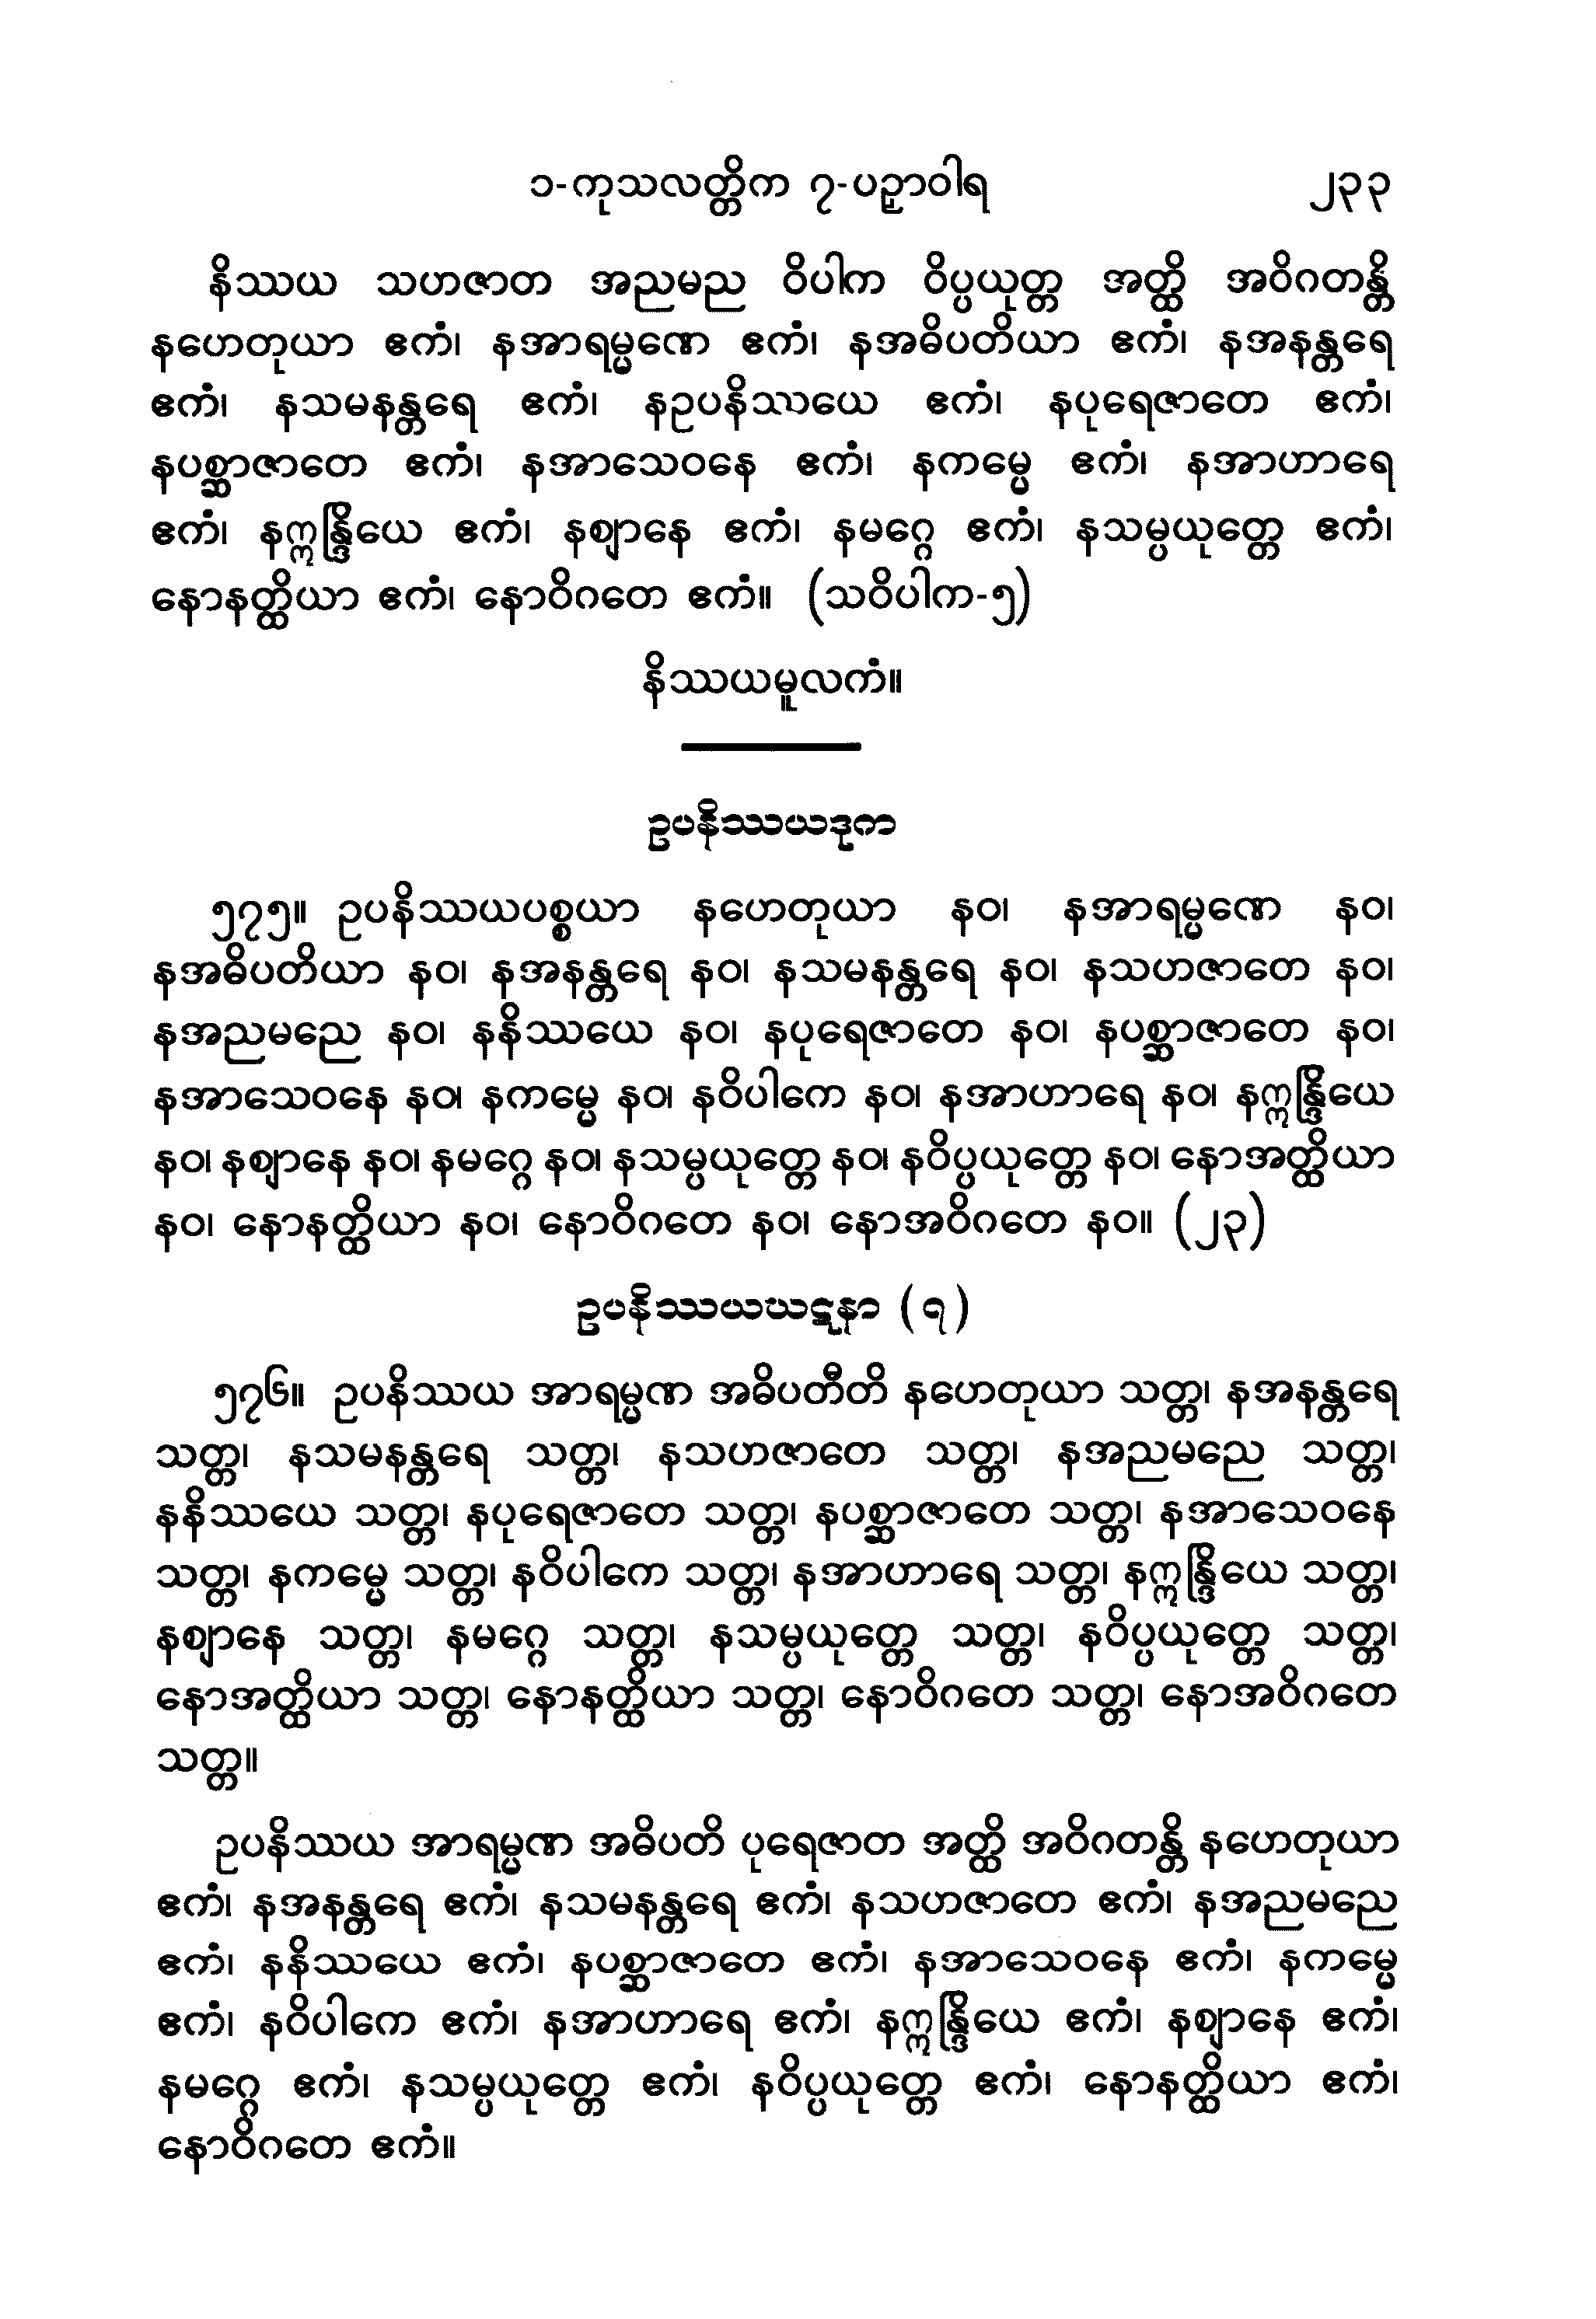 ၁-ကုသလတ္တိက ၇-ပဉှာဝါရ ၂၃၃
နိဿယ သဟဇာတ အညမည ဝိပါက ဝိပ္ပယုတ္တ အတ္ထိ အဝိဂတန္တိ
နဟေတုယာ ဧကံ၊ နအာရမ္မဏေ ဧကံ၊ နအဓိပတိယာ ဧကံ၊ နအနန္တရေ
ဧကံ၊ နသမနန္တရေ ဧကံ၊ နဥပနိဿယေ ဧကံ၊ နပုရေဇာတေ ဧကံ၊
နပစ္ဆာဇာတေ ဧကံ၊ နအာသေဝနေ ဧကံ၊ နကမ္မေ ဧကံ၊ နအာဟာရေ
ဧကံ၊ နဣန္ဒြိယေ ဧကံ၊ နဈာနေ ဧကံ၊ နမဂ္ဂေ ဧကံ၊ နသမ္ပယုတ္တေ ဧကံ၊
နောနတ္ထိယာ ဧကံ၊ နောဝိဂတေ ဧကံ။ (သဝိပါက-၅)
နိဿယမူလကံ။
ဥပနိဿယဒုက
၅၇၅။ ဥပနိဿယပစ္စယာ နဟေတုယာ နဝ၊ နအာရမ္မဏေ နဝ၊
နအဓိပတိယာ နဝ၊ နအနန္တရေ နဝ၊ နသမနန္တရေ နဝ၊ နသဟဇာတေ နဝ၊
နအညမညေ နဝ၊ နနိဿယေ နဝ၊ နပုရေဇာတေ နဝ၊ နပစ္ဆာဇာတေ နဝ၊
နအာသေဝနေ နဝ၊ နကမ္မေ နဝ၊ နဝိပါကေ နဝ၊ နအာဟာရေ နဝ၊ နဣန္ဒြိယေ
နဝ၊ နဈာနေ နဝ၊ နမဂ္ဂေ နဝ၊ နသမ္ပယုတ္တေ နဝ၊ နဝိပ္ပယုတ္တေ နဝ၊ နောအတ္ထိယာ
နဝ၊ နောနတ္ထိယာ နဝ၊ နောဝိဂတေ နဝ၊ နောအဝိဂတေ နဝ။ (၂၃)
ဥပနိဿယဃဋနာ (၇)
၅၇၆။ ဥပနိဿယ အာရမ္မဏ အဓိပတီတိ နဟေတုယာ သတ္တ၊ နအနန္တရေ
သတ္တ၊ နသမနန္တရေ သတ္တ၊ နသဟဇာတေ သတ္တ၊ နအညမညေ သတ္တ၊
နနိဿယေ သတ္တ၊ နပုရေဇာတေ သတ္တ၊ နပစ္ဆာဇာတေ သတ္တ၊ နအာသေဝနေ
သတ္တ၊ နကမ္မေ သတ္တ၊ နဝိပါကေ သတ္တ၊ နအာဟာရေ သတ္တ၊ နဣန္ဒြိယေ သတ္တ၊
နဈာနေ သတ္တ၊ နမဂ္ဂေ သတ္တ၊ နသမ္ပယုတ္တေ သတ္တ၊ နဝိပ္ပယုတ္တေ သတ္တ၊
နောအတ္ထိယာ သတ္တ၊ နောနတ္ထိယာ သတ္တ၊ နောဝိဂတေ သတ္တ၊ နောအဝိဂတေ
သတ္တ။
ဥပနိဿယ အာရမ္မဏ အဓိပတိ ပုရေဇာတ အတ္ထိ အဝိဂတန္တိ နဟေတုယာ
ဧကံ၊ နအနန္တရေ ဧကံ၊ နသမနန္တရေ ဧကံ၊ နသဟဇာတေ ဧကံ၊ နအညမညေ
ဧကံ၊ နနိဿယေ ဧကံ၊ နပစ္ဆာဇာတေ ဧကံ၊ နအာသေဝနေ ဧကံ၊ နကမ္မေ
ဧကံ၊ နဝိပါကေ ဧကံ၊ နအာဟာရေ ဧကံ၊ နဣန္ဒြိယေ ဧကံ၊ နဈာနေ ဧကံ၊
နမဂ္ဂေ ဧကံ၊ နသမ္ပယုတ္တေ ဧကံ၊ နဝိပ္ပယုတ္တေ ဧကံ၊ နောနတ္ထိယာ ဧကံ၊
နောဝိဂတေ ဧကံ။